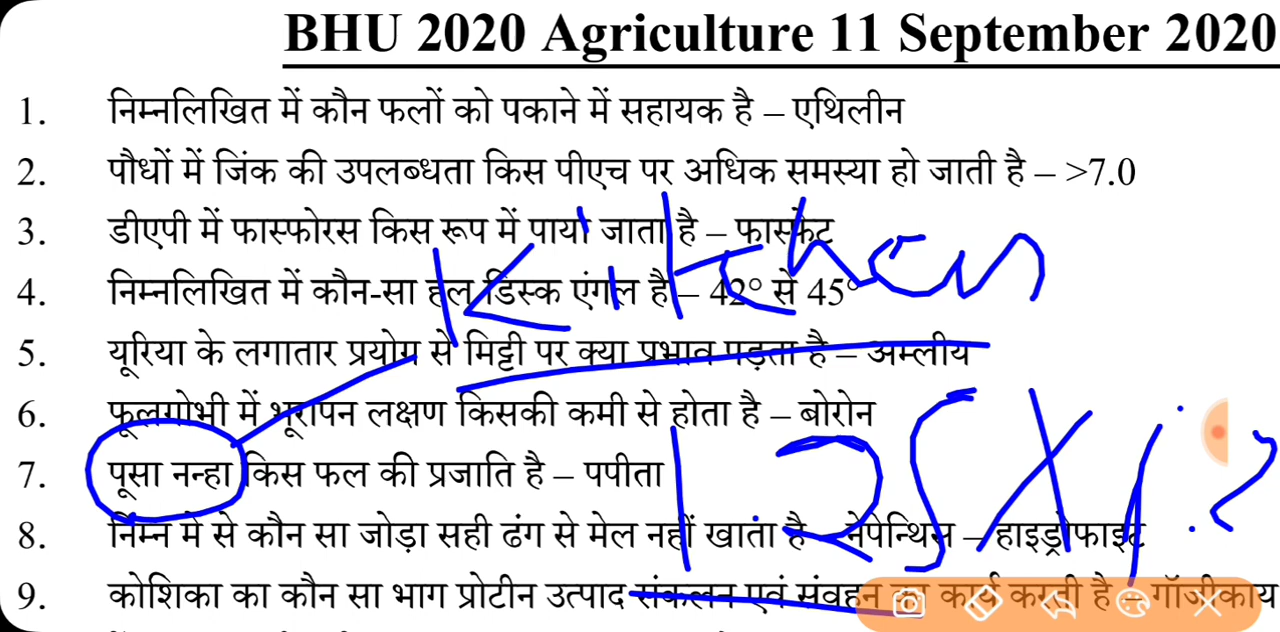 BHU 2020 Agriculture 11 September 2020
1. निम्नलिखित में कौन फलों को पकाने में सहायक है – एथिलीन
2. पौधों में जिंक की उपलब्धता किस पीएच पर अधिक समस्या हो जाती है – >7.0
3. डीएपी में फास्फोरस किस रूप में पाया जाता है – फास्फेट
4. निम्नलिखित में कौन-सा हल डिस्क एंगल है – 42° से 45°
Kitchen
5. यूरिया के लगातार प्रयोग से मिट्टी पर क्या प्रभाव पड़ता है – अम्लीय
6. फूलगोभी में भूरापन लक्षण किसकी कमी से होता है – बोरोन
7. पूसा नन्हा किस फल की प्रजाति है – पपीता
125X1.2
8. निम्न में से कौन सा जोड़ा सही ढंग से मेल नहीं खाता है – नेपेन्थिस – हाइड्रोफाइट
9. कोशिका का कौन सा भाग प्रोटीन उत्पाद संकलन एवं संवहन का कार्य करती है – गॉल्जीकाय